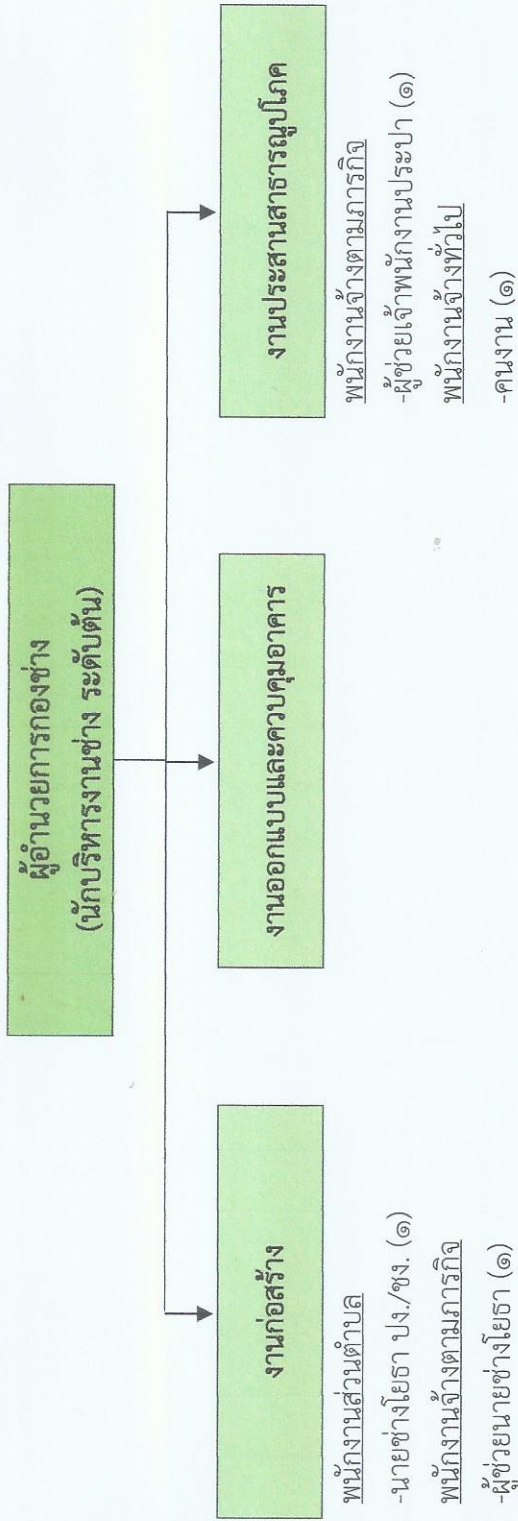 ผู้อำนวยการกองช่าง
(นักบริหารงานช่าง ระดับต้น)
งานก่อสร้าง
พนักงานส่วนตำบล
-นายช่างโยธา ปง./ชง. (๑)
พนักงานจ้างตามภารกิจ
-ผู้ช่วยนายช่างโยธา (๑)
งานออกแบบและควบคุมอาคาร
งานประสานสาธารณูปโภค
พนักงานจ้างตามภารกิจ
-ผู้ช่วยเจ้าพนักงานประปา (๑)
พนักงานจ้างทั่วไป
-คนงาน (๑)